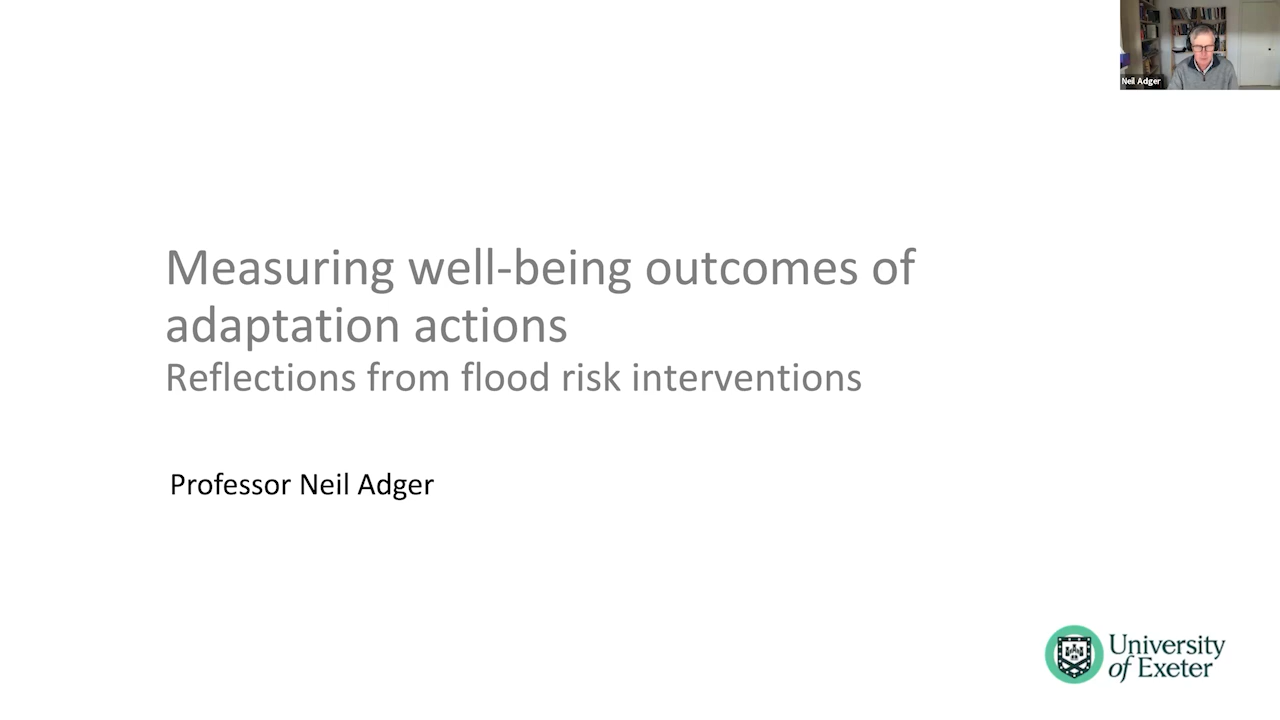 Neil Adger
Measuring well-being outcomes of
adaptation actions
Reflections from flood risk interventions
Professor Neil Adger
University
of Exeter